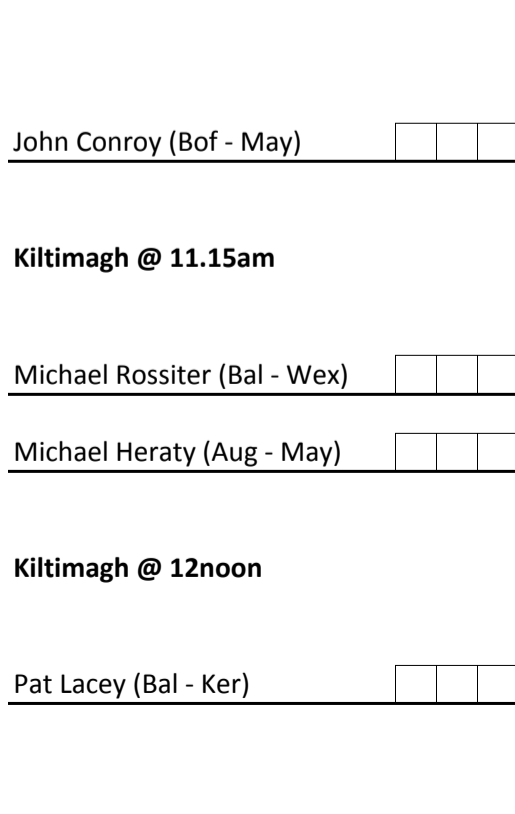 John Conroy (Bof - May)
Kiltimagh @ 11.15am
Michael Rossiter (Bal - Wex)
Michael Heraty (Aug - May)
Kiltimagh @ 12noon
Pat Lacey (Bal - Ker)